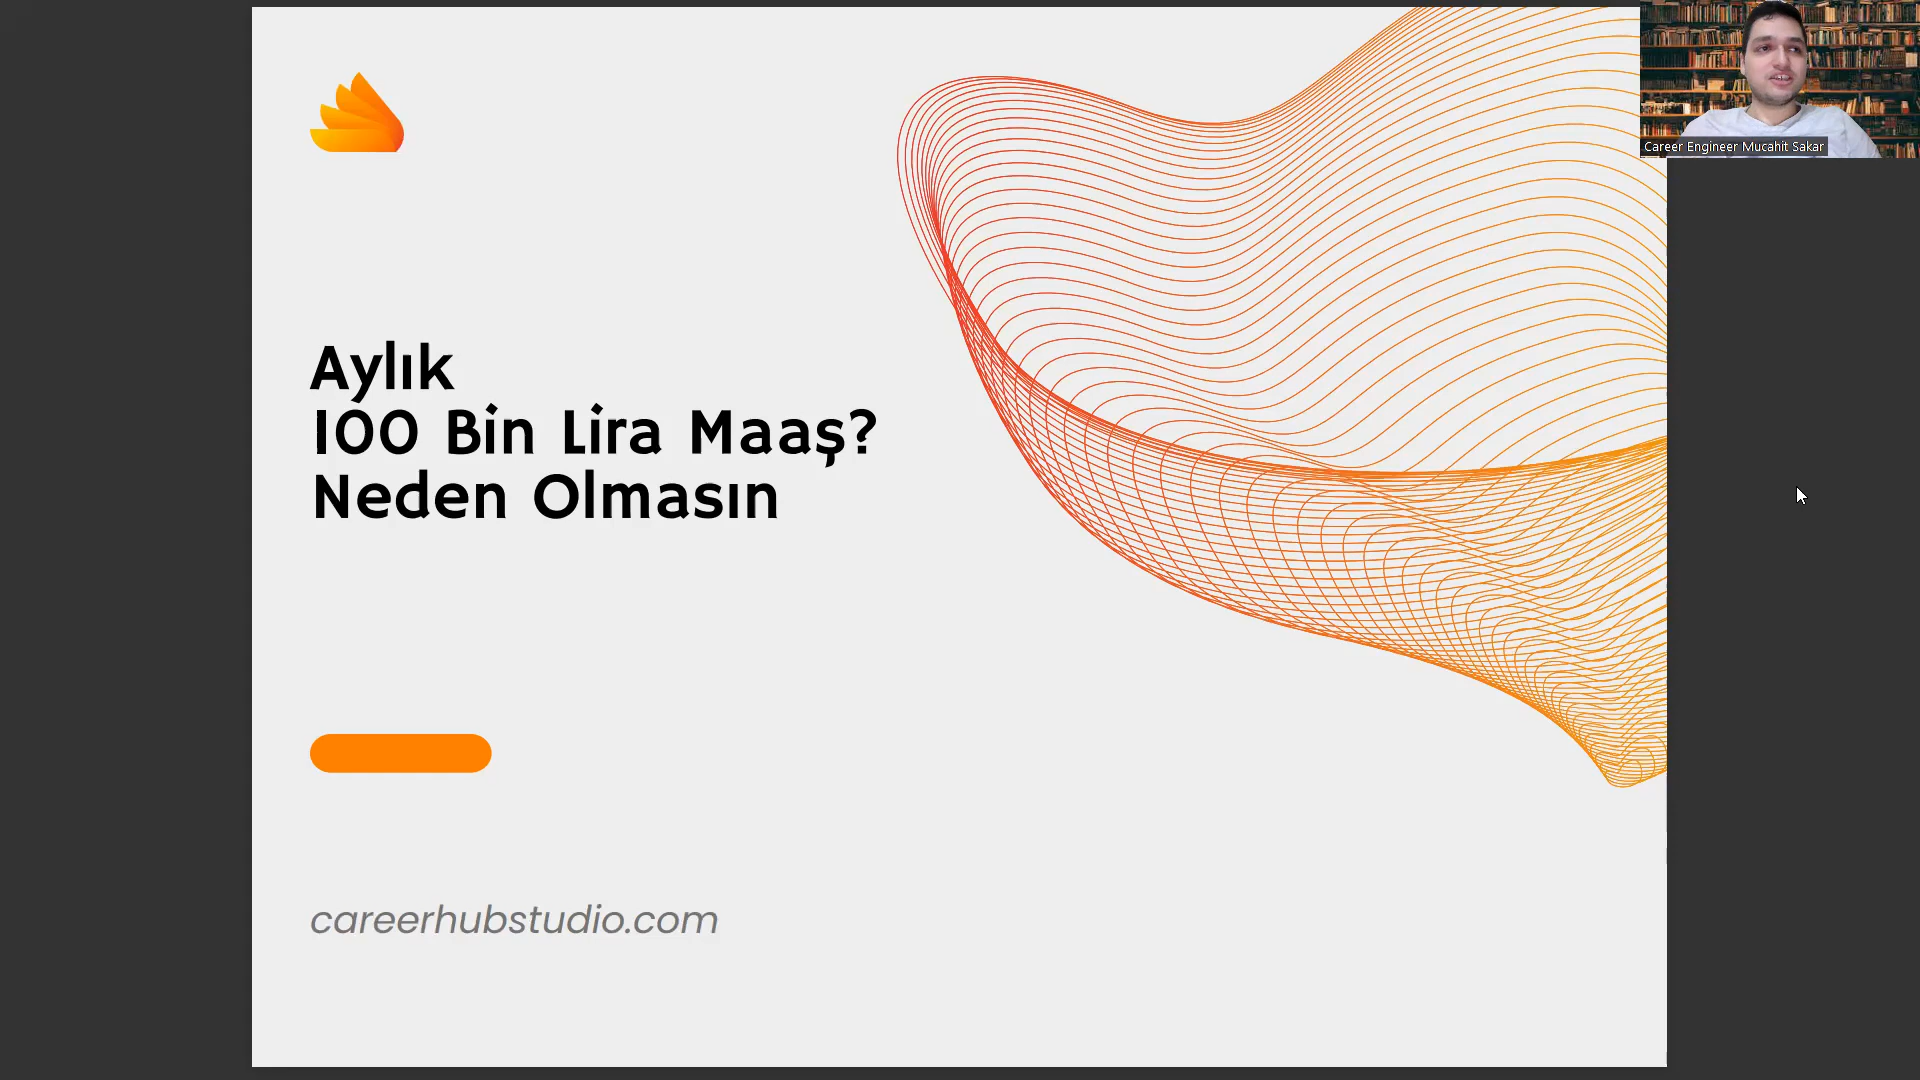 Career Engineer Mucahit Sakar
Aylık
100 Bin Lira Maaş?
Neden Olmasın
careerhubstudio.com